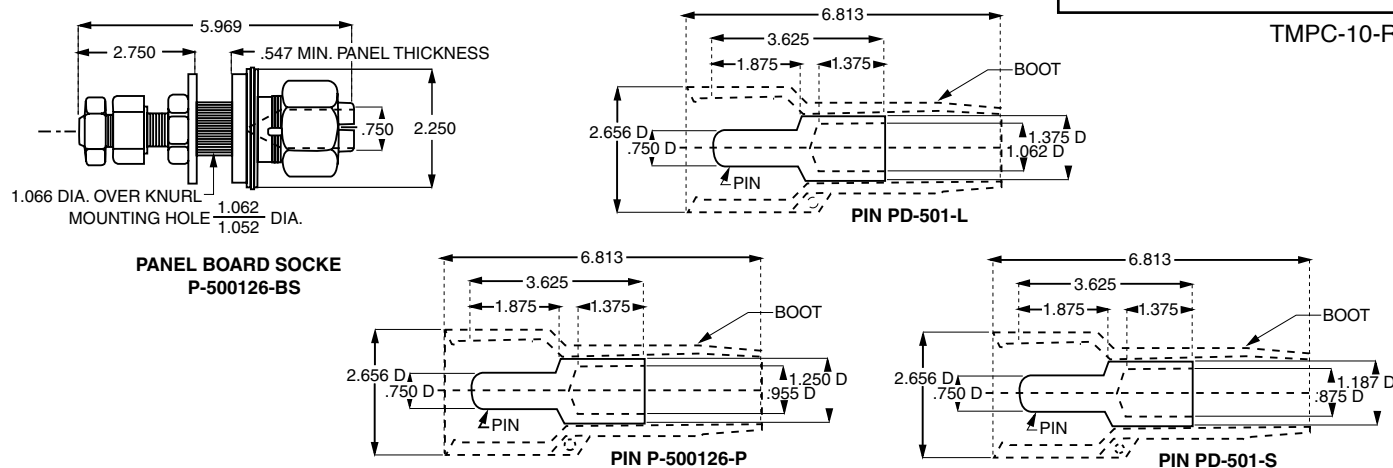 TMPC-10-R
5.969
2.750
.547 MIN. PANEL THICKNESS
.750
2.250
1.066 DIA. OVER KNURL
MOUNTING HOLE 1.062
1.052 DIA.
PANEL BOARD SOCKE
P-500126-BS
6.813
3.625
1.875
1.375
BOOT
2.656 D
.750 D
1.375 D
1.062 D
PIN
PIN PD-501-L
6.813
3.625
1.875
1.375
BOOT
2.656 D
.750 D
1.250 D
.955 D
PIN
PIN P-500126-P
6.813
3.625
1.875
1.375
BOOT
2.656 D
.750 D
1.187 D
.875 D
PIN
PIN PD-501-S